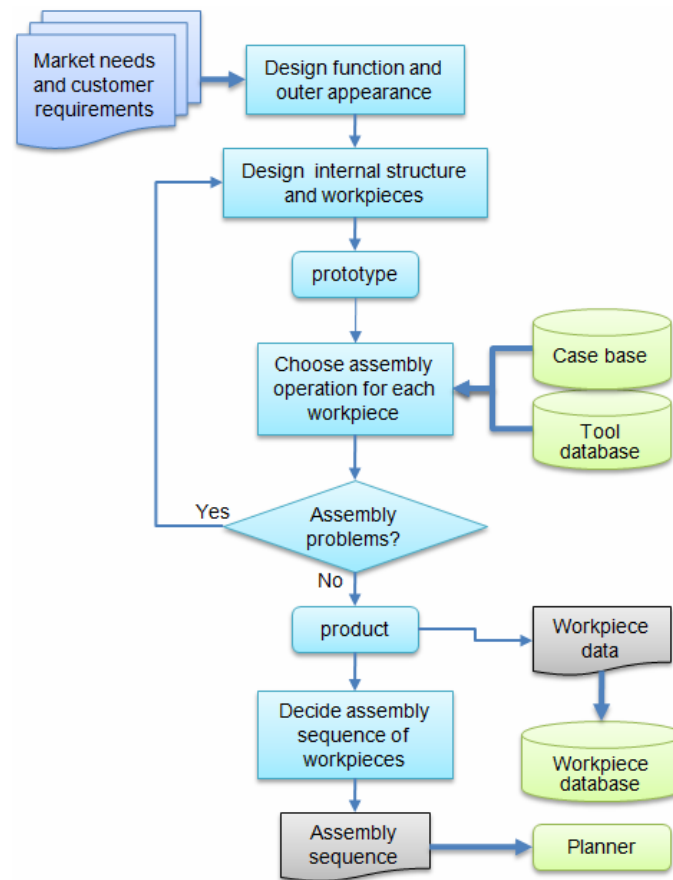 Market needs
and customer
requirements
Design function and
outer appearance
Design internal structure
and workpieces
prototype
Choose assembly
operation for each
workpiece
Case base
Tool
database
Yes
Assembly
problems?
No
product
Workpiece
data
Decide assembly
sequence of
workpieces
Workpiece
database
Assembly
sequence
Planner